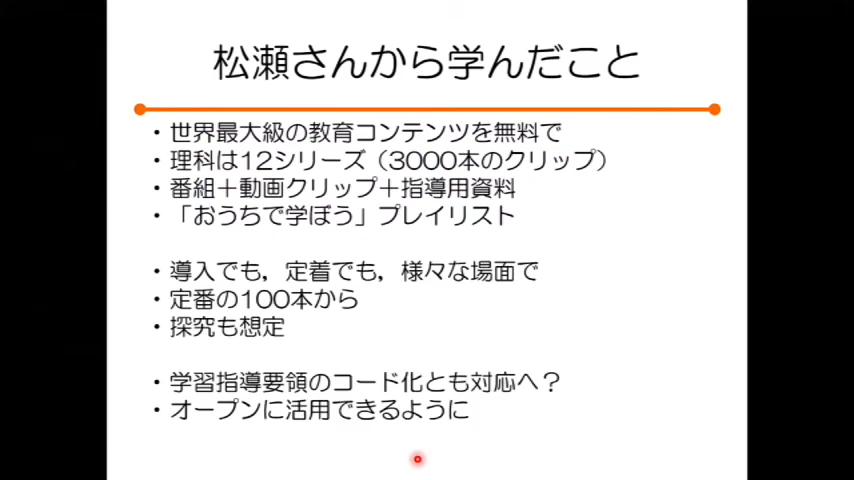 松瀬さんから学んだこと
・世界最大級の教育コンテンツを無料で
・理科は12シリーズ（3000本のクリップ）
・番組＋動画クリップ＋指導用資料
・「おうちで学ぼう」プレイリスト
・導入でも，定着でも，様々な場面で
・定番の100本から
・探究も想定
・学習指導要領のコード化とも対応へ？
・オープンに活用できるように